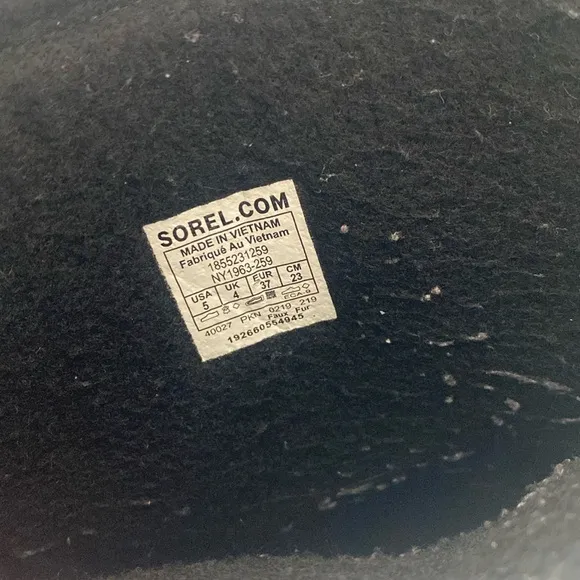 SOREL.COM
MADE IN VIETNAM
Fabriqué Au Vietnam
1855231259
NY1963-259
USA UK EUR CM
5 4 37 23
40027 PKN 0219 219
Faux Fur
192660554945